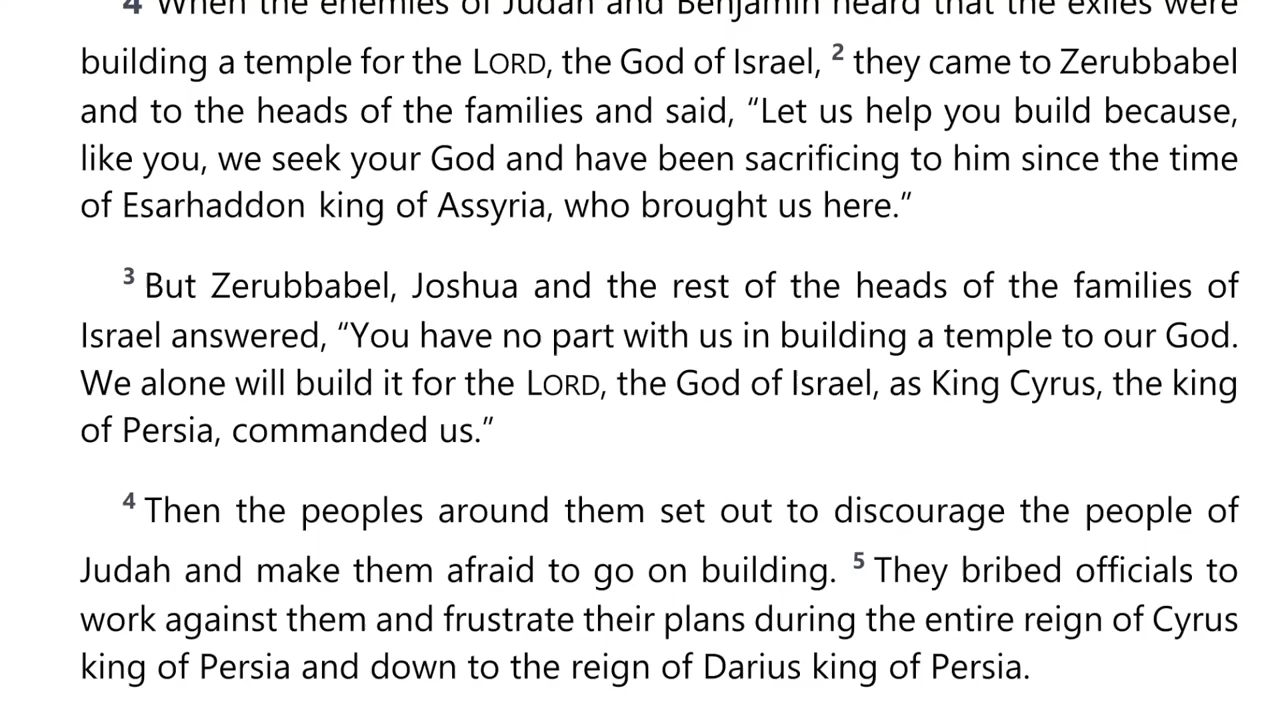 4 When the enemies of Judah and Benjamin heard that the exiles were
building a temple for the LORD, the God of Israel, 2 they came to Zerubbabel
and to the heads of the families and said, “Let us help you build because,
like you, we seek your God and have been sacrificing to him since the time
of Esarhaddon king of Assyria, who brought us here.”
3 But Zerubbabel, Joshua and the rest of the heads of the families of
Israel answered, “You have no part with us in building a temple to our God.
We alone will build it for the LORD, the God of Israel, as King Cyrus, the king
of Persia, commanded us.”
4 Then the peoples around them set out to discourage the people of
Judah and make them afraid to go on building. 5 They bribed officials to
work against them and frustrate their plans during the entire reign of Cyrus
king of Persia and down to the reign of Darius king of Persia.